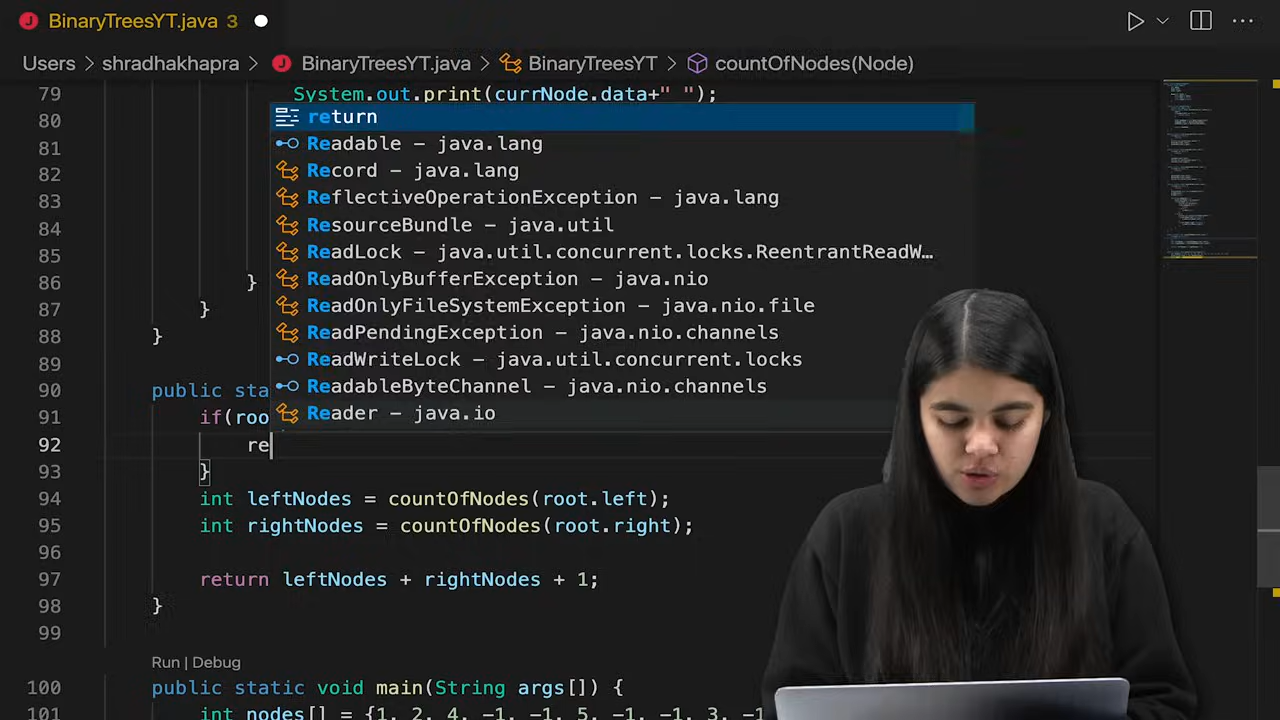 BinaryTreesYT.java 3
Users > shradhakhapra > BinaryTreesYT.java > BinaryTreesYT > countOfNodes(Node)
79 System.out.print(currNode.data+" ");
80 return
81 Readable – java.lang
82 Record – java.lang
83 ReflectiveOperationException – java.lang
84 ResourceBundle – java.util
85 ReadLock – java.util.concurrent.locks.ReentrantReadW…
86 } ReadOnlyBufferException – java.nio
87 } ReadOnlyFileSystemException – java.nio.file
88 } ReadPendingException – java.nio.channels
89 ReadWriteLock – java.util.concurrent.locks
90 public sta ReadableByteChannel – java.nio.channels
91 if(roo Reader – java.io
92 re
93 }
94 int leftNodes = countOfNodes(root.left);
95 int rightNodes = countOfNodes(root.right);
96
97 return leftNodes + rightNodes + 1;
98 }
99
Run | Debug
100 public static void main(String args[]) {
101 int nodes[] = {1, 2, 4, -1, -1, 5, -1, -1, 3, -1